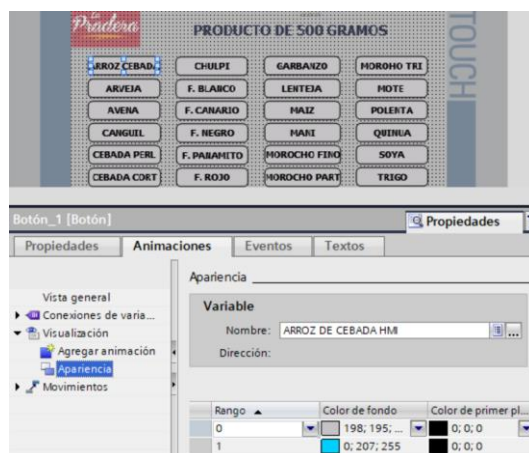 La
Pradera
PRODUCTO DE 500 GRAMOS
TOUCH
ARROZ CEBADA CHULPI GARBANZO MOROHO TRI
ARVEJA F. BLANCO LENTEJA MOTE
AVENA F. CANARIO MAIZ POLENTA
CANGUIL F. NEGRO MANI QUINUA
CEBADA PERL F. PANAMITO MOROCHO FINO SOYA
CEBADA CORT F. ROJO MOROCHO PART TRIGO
Botón_1 [Botón] Propiedades
Propiedades Animaciones Eventos Textos
Apariencia
Vista general
Conexiones de varia...
Visualización
Agregar animación
Apariencia
Movimientos
Variable
Nombre: ARROZ DE CEBADA HMI ...
Dirección:
Rango Color de fondo Color de primer pl...
0 198; 195; ... 0; 0; 0
1 0; 207; 255 0; 0; 0